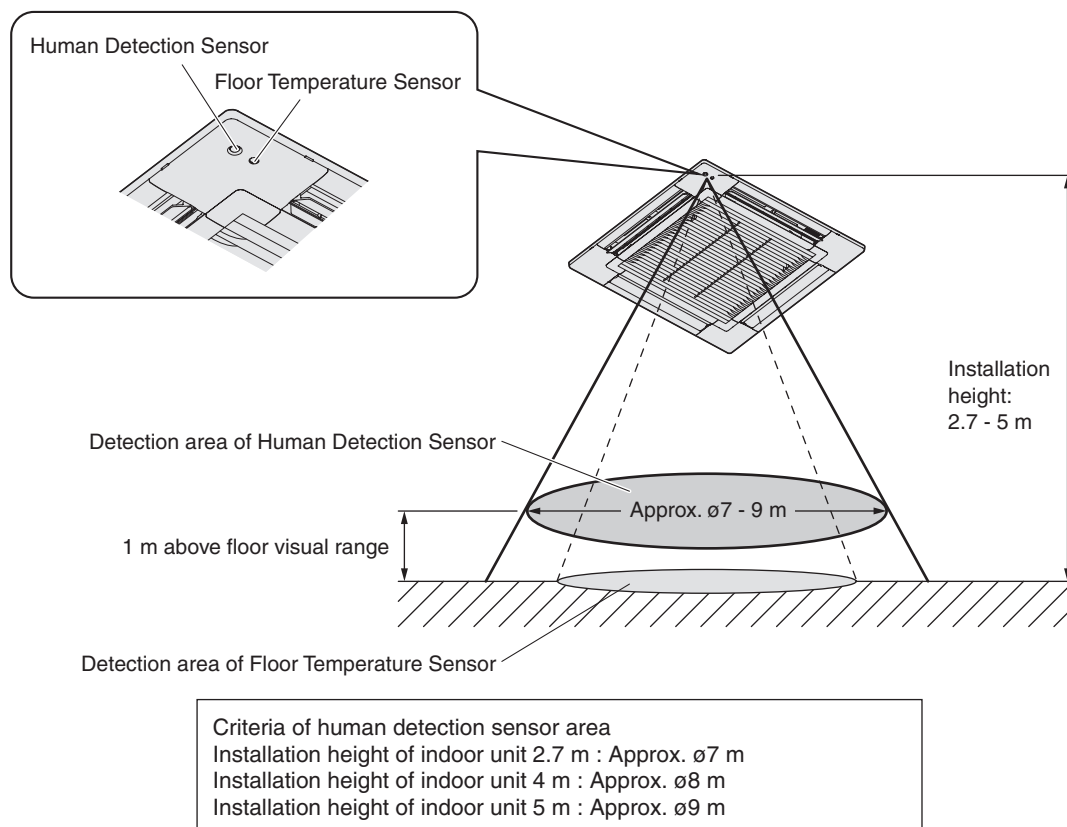 Human Detection Sensor
Floor Temperature Sensor
Installation
height:
2.7 - 5 m
Detection area of Human Detection Sensor
Approx. ø7 - 9 m
1 m above floor visual range
Detection area of Floor Temperature Sensor
Criteria of human detection sensor area
Installation height of indoor unit 2.7 m : Approx. ø7 m
Installation height of indoor unit 4 m : Approx. ø8 m
Installation height of indoor unit 5 m : Approx. ø9 m